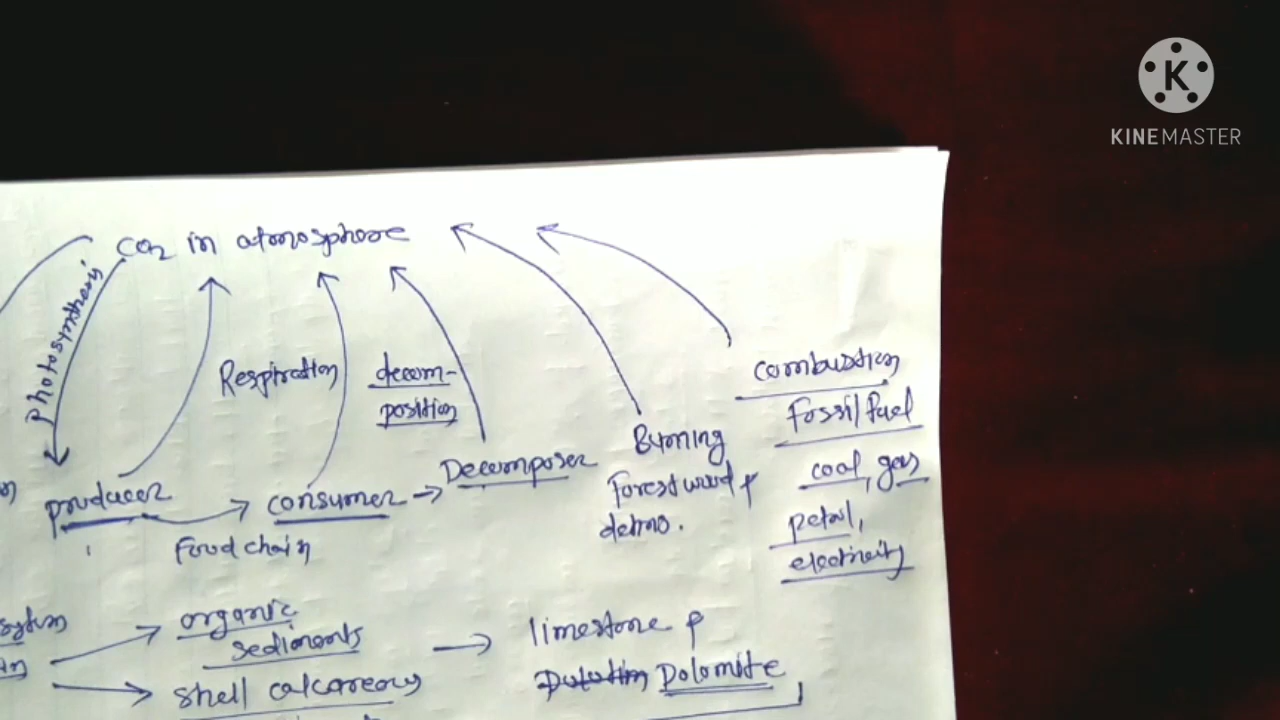 KINEMASTER
CO2 in atmosphere
photosynthesis
Respiration
decom-
position
combustion
Fossil fuel
coal, gas
petrol,
electricity
Burning
Forest wood &
debris.
producer
consumer
Decomposer
Food chain
organic
sediments
shell calcareous
limestone &
Dolomite